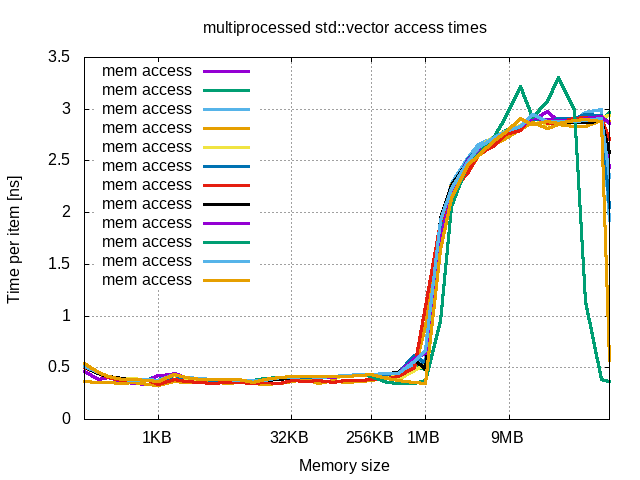 multiprocessed std::vector access times
3.5
3
2.5
2
1.5
1
0.5
0
Time per item [ns]
mem access
mem access
mem access
mem access
mem access
mem access
mem access
mem access
mem access
mem access
mem access
mem access
1KB 32KB 256KB 1MB 9MB
Memory size